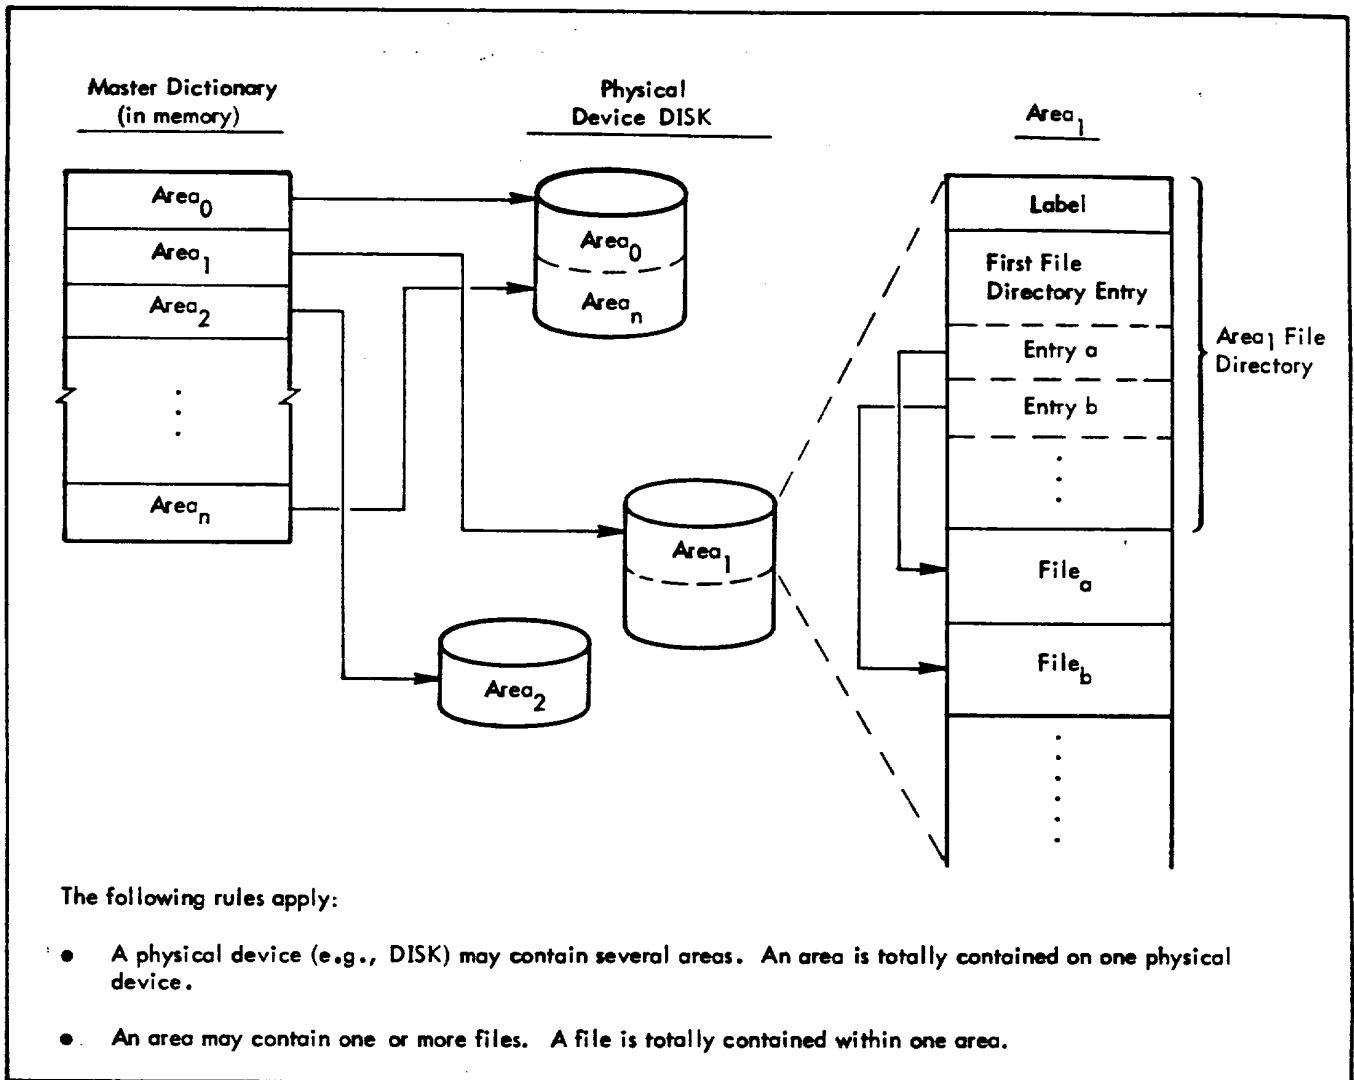 Master Dictionary
(in memory)
Area0
Area1
Area2
Arean
Physical
Device DISK
Area0
Arean
Area1
Area2
Area1
Label
First File
Directory Entry
Entry a
Entry b
Filea
Fileb
Area1 File
Directory
The following rules apply:
● A physical device (e.g., DISK) may contain several areas. An area is totally contained on one physical
device.
● An area may contain one or more files. A file is totally contained within one area.